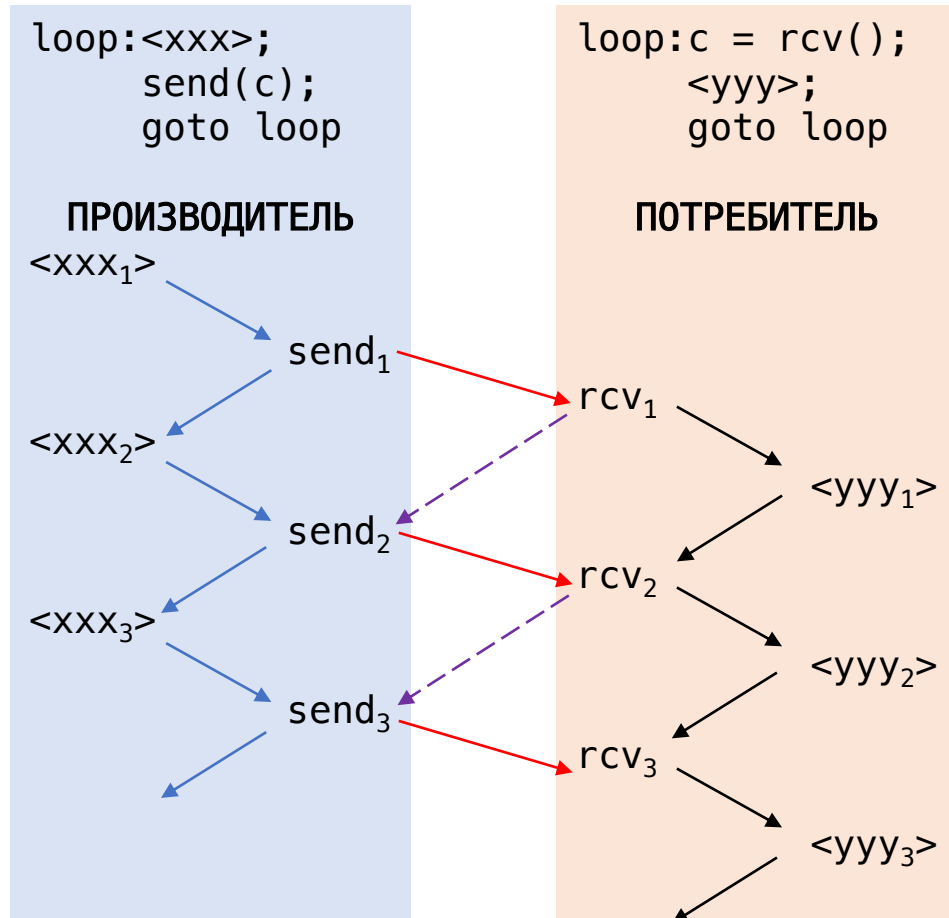 loop:<xxx>;
send(c);
goto loop
ПРОИЗВОДИТЕЛЬ
<xxx₁>
send₁
<xxx₂>
send₂
<xxx₃>
send₃
loop:c = rcv();
<yyy>;
goto loop
ПОТРЕБИТЕЛЬ
rcv₁
<yyy₁>
rcv₂
<yyy₂>
rcv₃
<yyy₃>